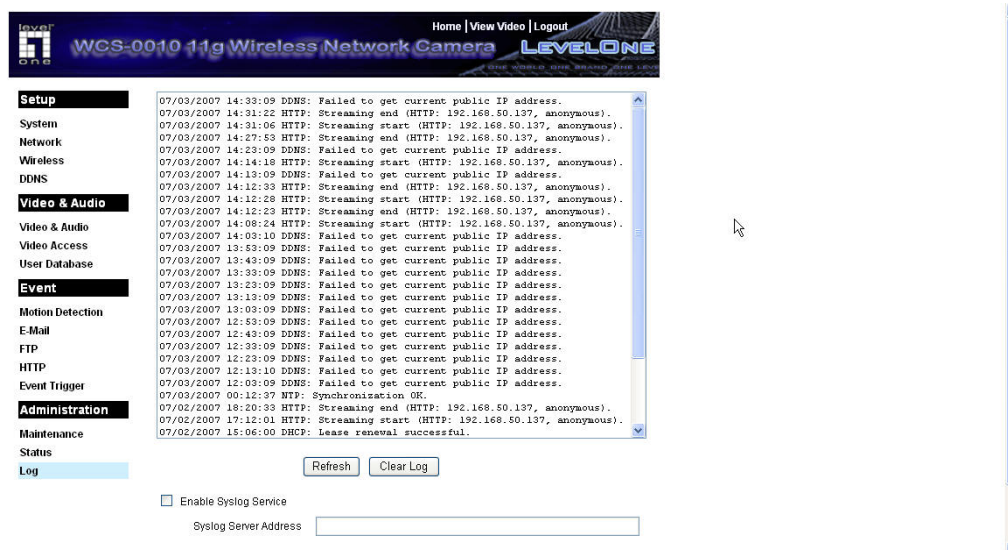 level
one
Home | View Video | Logout
WCS-0010 11g Wireless Network Camera
LEVELONE
ONE WORLD ONE BRAND ONE LEVE
Setup
System
Network
Wireless
DDNS
Video & Audio
Video & Audio
Video Access
User Database
Event
Motion Detection
E-Mail
FTP
HTTP
Event Trigger
Administration
Maintenance
Status
Log
07/03/2007 14:33:09 DDNS: Failed to get current public IP address.
07/03/2007 14:31:22 HTTP: Streaming end (HTTP: 192.168.50.137, anonymous).
07/03/2007 14:31:06 HTTP: Streaming start (HTTP: 192.168.50.137, anonymous).
07/03/2007 14:27:53 HTTP: Streaming end (HTTP: 192.168.50.137, anonymous).
07/03/2007 14:23:09 DDNS: Failed to get current public IP address.
07/03/2007 14:14:18 HTTP: Streaming start (HTTP: 192.168.50.137, anonymous).
07/03/2007 14:13:09 DDNS: Failed to get current public IP address.
07/03/2007 14:12:33 HTTP: Streaming end (HTTP: 192.168.50.137, anonymous).
07/03/2007 14:12:28 HTTP: Streaming start (HTTP: 192.168.50.137, anonymous).
07/03/2007 14:12:23 HTTP: Streaming end (HTTP: 192.168.50.137, anonymous).
07/03/2007 14:08:24 HTTP: Streaming start (HTTP: 192.168.50.137, anonymous).
07/03/2007 14:03:10 DDNS: Failed to get current public IP address.
07/03/2007 13:53:09 DDNS: Failed to get current public IP address.
07/03/2007 13:43:09 DDNS: Failed to get current public IP address.
07/03/2007 13:33:09 DDNS: Failed to get current public IP address.
07/03/2007 13:23:09 DDNS: Failed to get current public IP address.
07/03/2007 13:13:09 DDNS: Failed to get current public IP address.
07/03/2007 13:03:09 DDNS: Failed to get current public IP address.
07/03/2007 12:53:09 DDNS: Failed to get current public IP address.
07/03/2007 12:43:09 DDNS: Failed to get current public IP address.
07/03/2007 12:33:09 DDNS: Failed to get current public IP address.
07/03/2007 12:23:09 DDNS: Failed to get current public IP address.
07/03/2007 12:13:10 DDNS: Failed to get current public IP address.
07/03/2007 12:03:09 DDNS: Failed to get current public IP address.
07/03/2007 00:12:37 NTP: Synchronization OK.
07/02/2007 18:20:33 HTTP: Streaming end (HTTP: 192.168.50.137, anonymous).
07/02/2007 17:12:01 HTTP: Streaming start (HTTP: 192.168.50.137, anonymous).
07/02/2007 15:06:00 DHCP: Lease renewal successful.
Refresh
Clear Log
Enable Syslog Service
Syslog Server Address